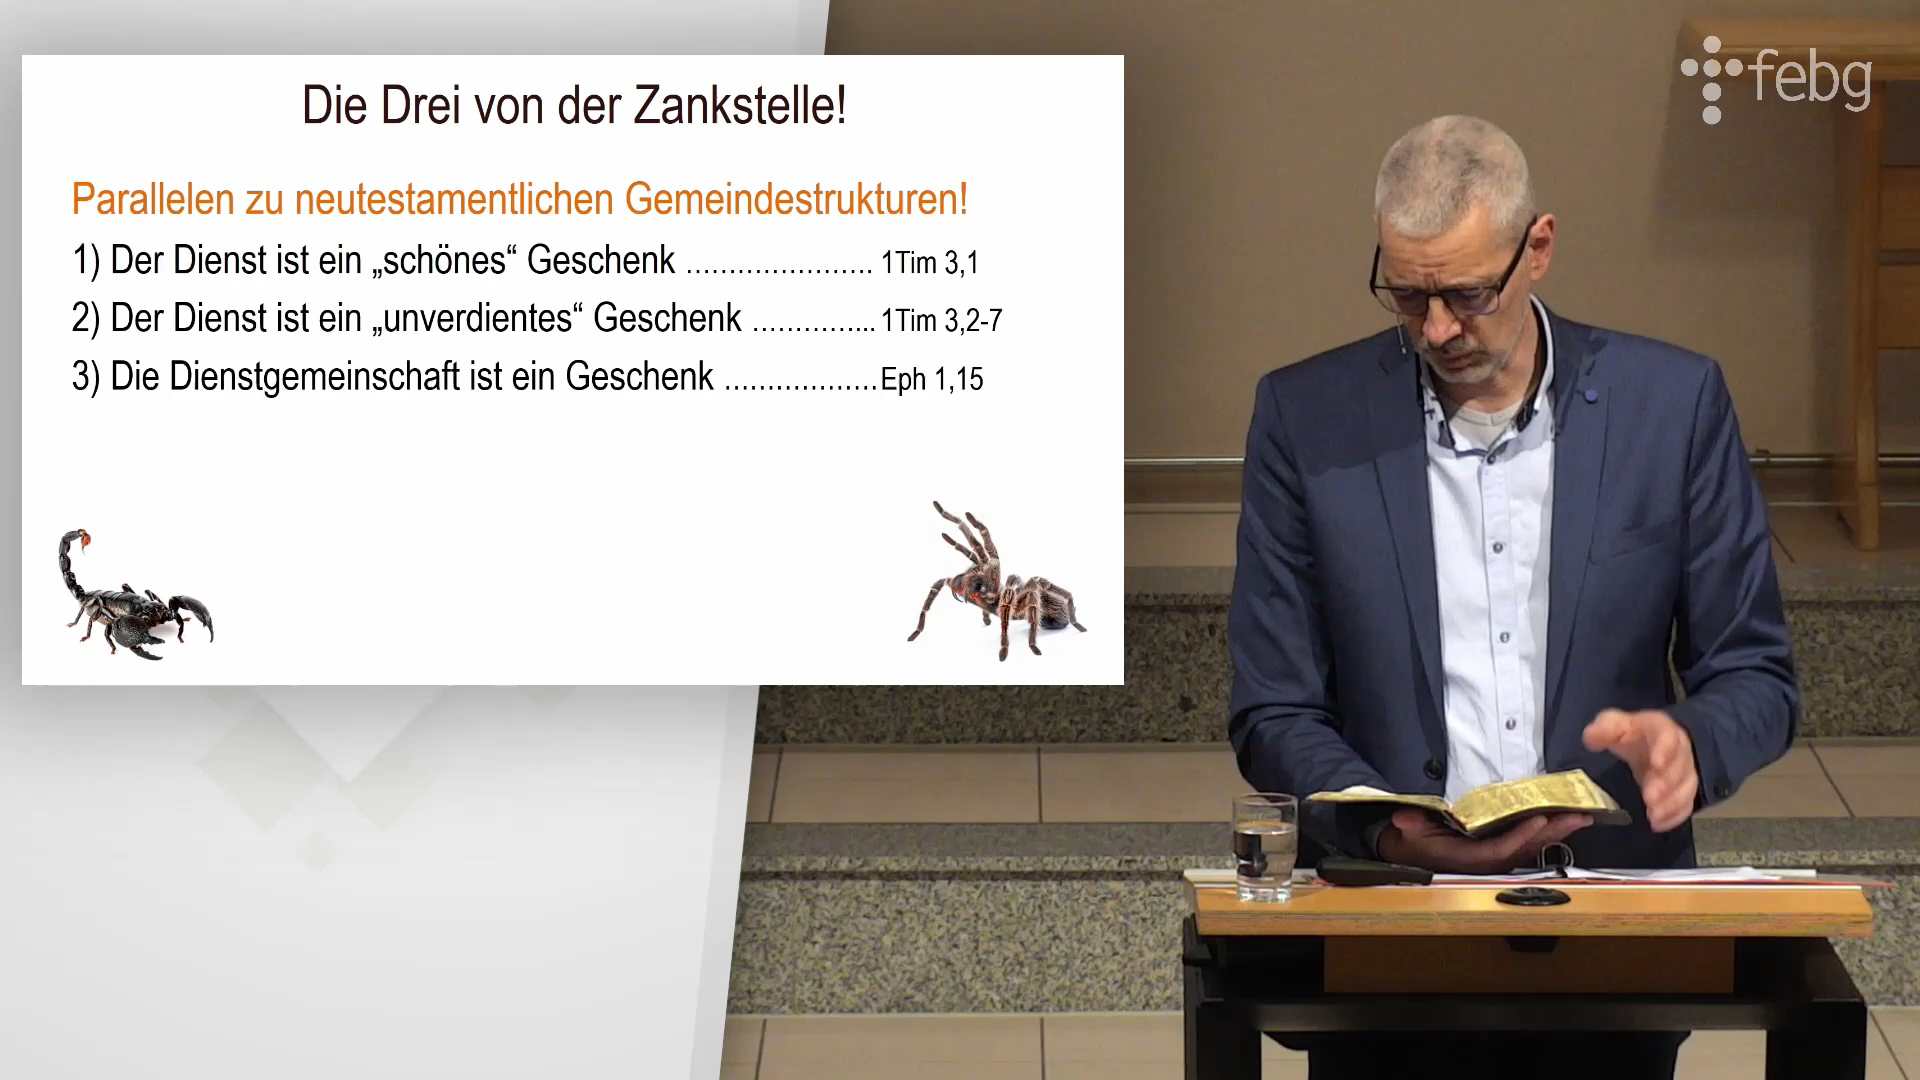 Die Drei von der Zankstelle!
Parallelen zu neutestamentlichen Gemeindestrukturen!
1) Der Dienst ist ein „schönes“ Geschenk ...................... 1Tim 3,1
2) Der Dienst ist ein „unverdientes“ Geschenk ............... 1Tim 3,2-7
3) Die Dienstgemeinschaft ist ein Geschenk ..................Eph 1,15
febg